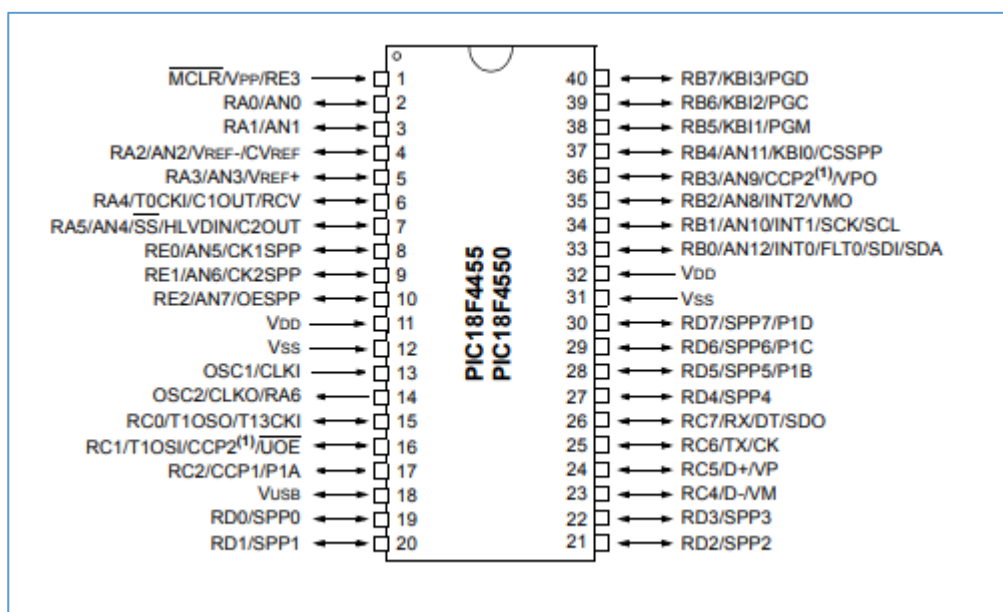 MCLR/VPP/RE3 1
RA0/AN0 2
RA1/AN1 3
RA2/AN2/VREF-/CVREF 4
RA3/AN3/VREF+ 5
RA4/T0CKI/C1OUT/RCV 6
RA5/AN4/SS/HLVDIN/C2OUT 7
RE0/AN5/CK1SPP 8
RE1/AN6/CK2SPP 9
RE2/AN7/OESPP 10
VDD 11
VSS 12
OSC1/CLKI 13
OSC2/CLKO/RA6 14
RC0/T1OSO/T13CKI 15
RC1/T1OSI/CCP2(1)/UOE 16
RC2/CCP1/P1A 17
VUSB 18
RD0/SPP0 19
RD1/SPP1 20
PIC18F4455
PIC18F4550
40 RB7/KBI3/PGD
39 RB6/KBI2/PGC
38 RB5/KBI1/PGM
37 RB4/AN11/KBI0/CSSPP
36 RB3/AN9/CCP2(1)/VPO
35 RB2/AN8/INT2/VMO
34 RB1/AN10/INT1/SCK/SCL
33 RB0/AN12/INT0/FLT0/SDI/SDA
32 VDD
31 VSS
30 RD7/SPP7/P1D
29 RD6/SPP6/P1C
28 RD5/SPP5/P1B
27 RD4/SPP4
26 RC7/RX/DT/SDO
25 RC6/TX/CK
24 RC5/D+/VP
23 RC4/D-/VM
22 RD3/SPP3
21 RD2/SPP2